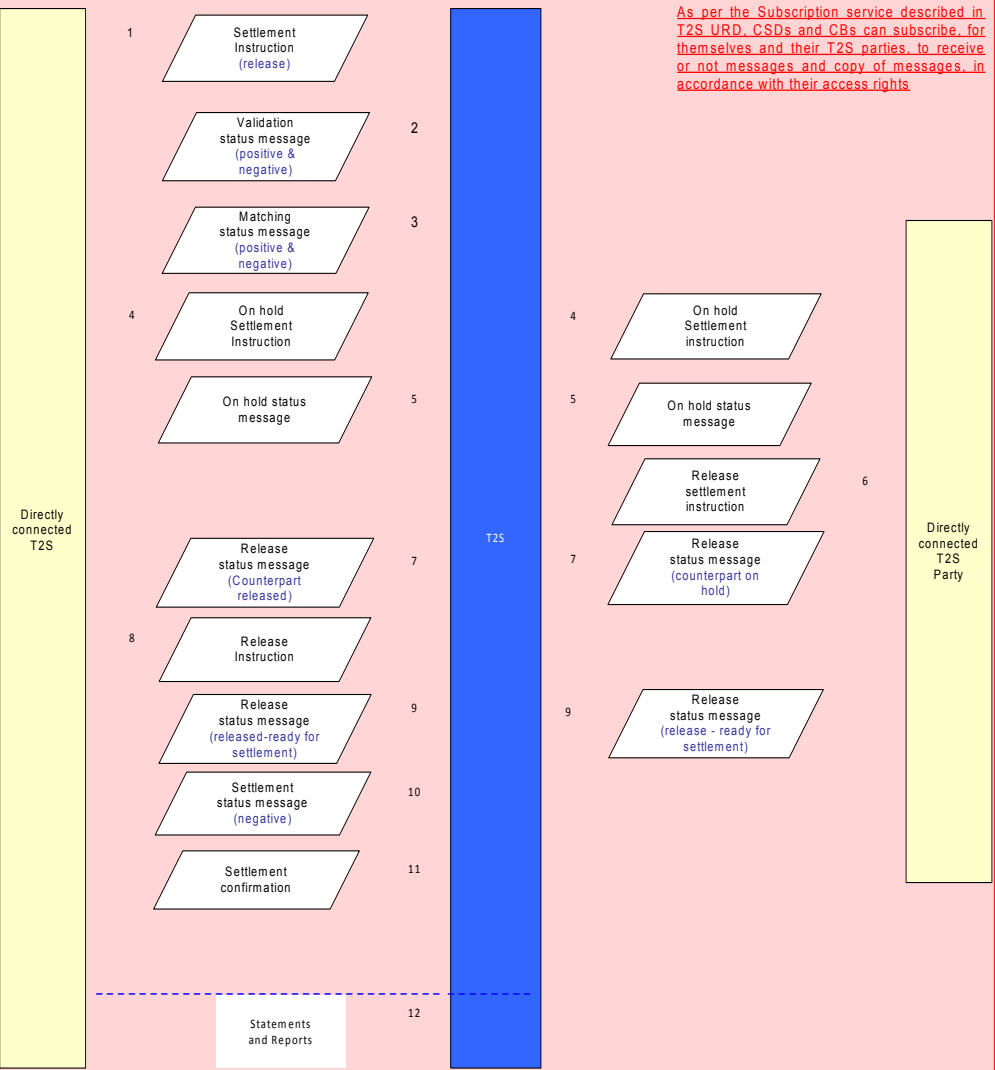 As per the Subscription service described in
T2S URD, CSDs and CBs can subscribe, for
themselves and their T2S parties, to receive
or not messages and copy of messages, in
accordance with their access rights
1
Settlement
Instruction
(release)
Validation
status message
(positive &
negative)
2
Matching
status message
(positive &
negative)
3
4
On hold
Settlement
Instruction
4
On hold
Settlement
instruction
On hold status
message
5
5
On hold status
message
Release
settlement
instruction
6
Directly
connected
T2S
T2S
Directly
connected
T2S
Party
Release
status message
(Counterpart
released)
7
7
Release
status message
(counterpart on
hold)
8
Release
Instruction
Release
status message
(released-ready for
settlement)
9
9
Release
status message
(release - ready for
settlement)
Settlement
status message
(negative)
10
Settlement
confirmation
11
Statements
and Reports
12